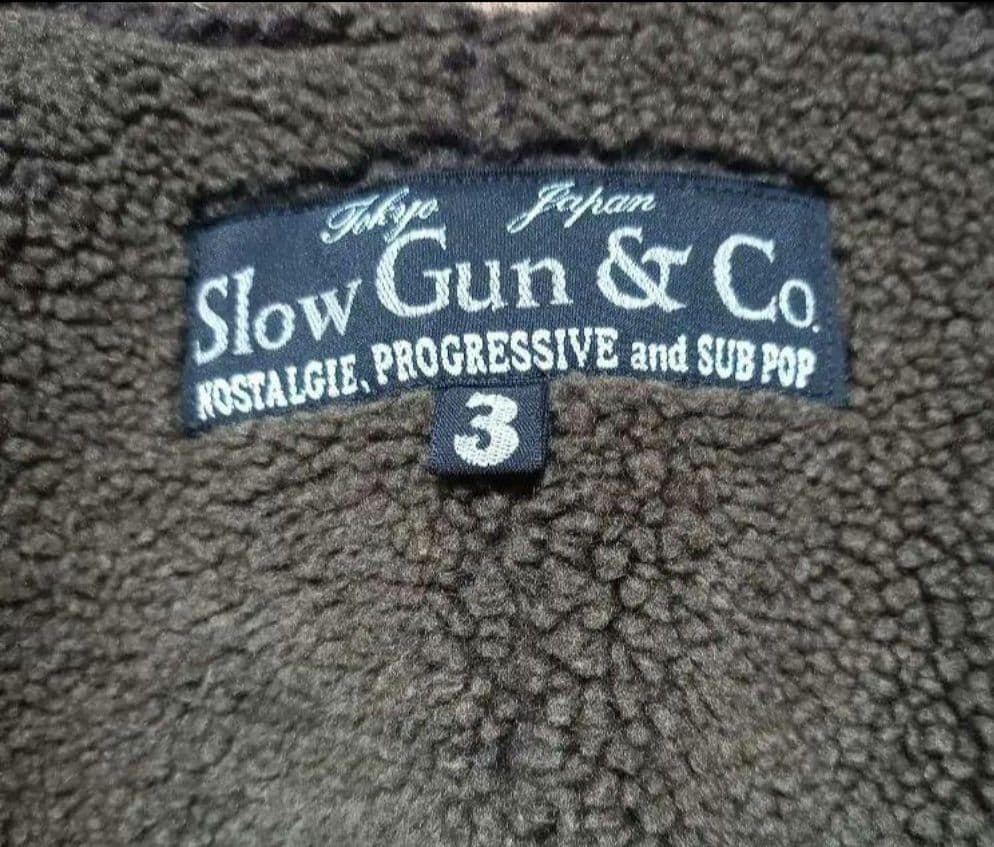 Tokyo Japan
Slow Gun & Co.
NOSTALGIE, PROGRESSIVE and SUB POP
3